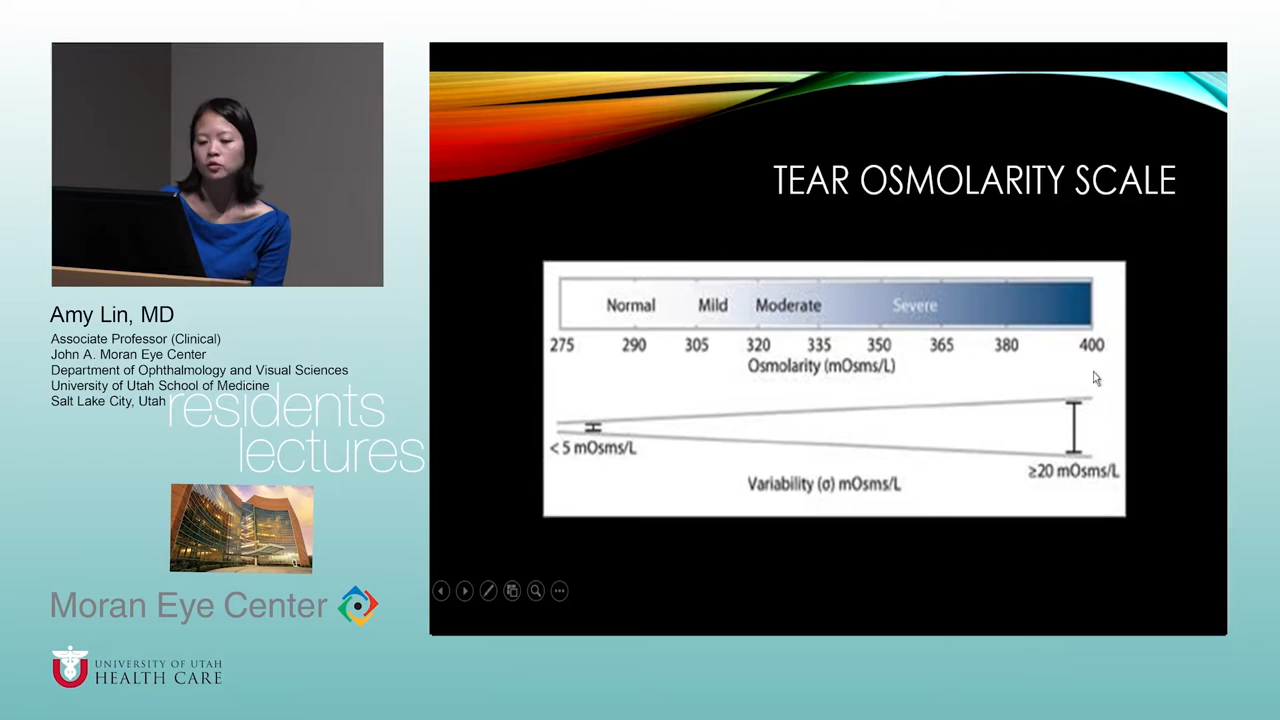 TEAR OSMOLARITY SCALE
Normal Mild Moderate Severe
275 290 305 320 335 350 365 380 400
Osmolarity (mOsms/L)
< 5 mOsms/L
≥20 mOsms/L
Variability (σ) mOsms/L
Amy Lin, MD
Associate Professor (Clinical)
John A. Moran Eye Center
Department of Ophthalmology and Visual Sciences
University of Utah School of Medicine
Salt Lake City, Utah
residents
lectures
Moran Eye Center
U
UNIVERSITY OF UTAH
HEALTH CARE